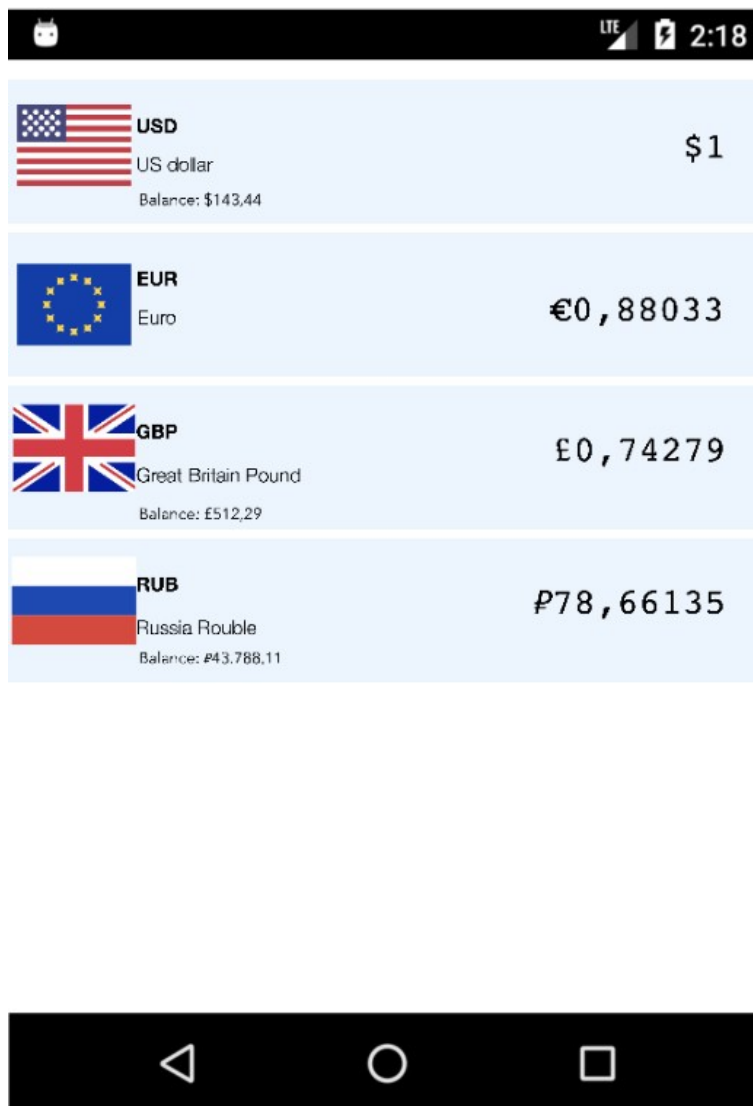 LTE 2:18
USD
$1
US dollar
Balance: $143,44
EUR
€0,88033
Euro
GBP
£0,74279
Great Britain Pound
Balance: £512,29
RUB
₽78,66135
Russia Rouble
Balance: ₽43.788,11